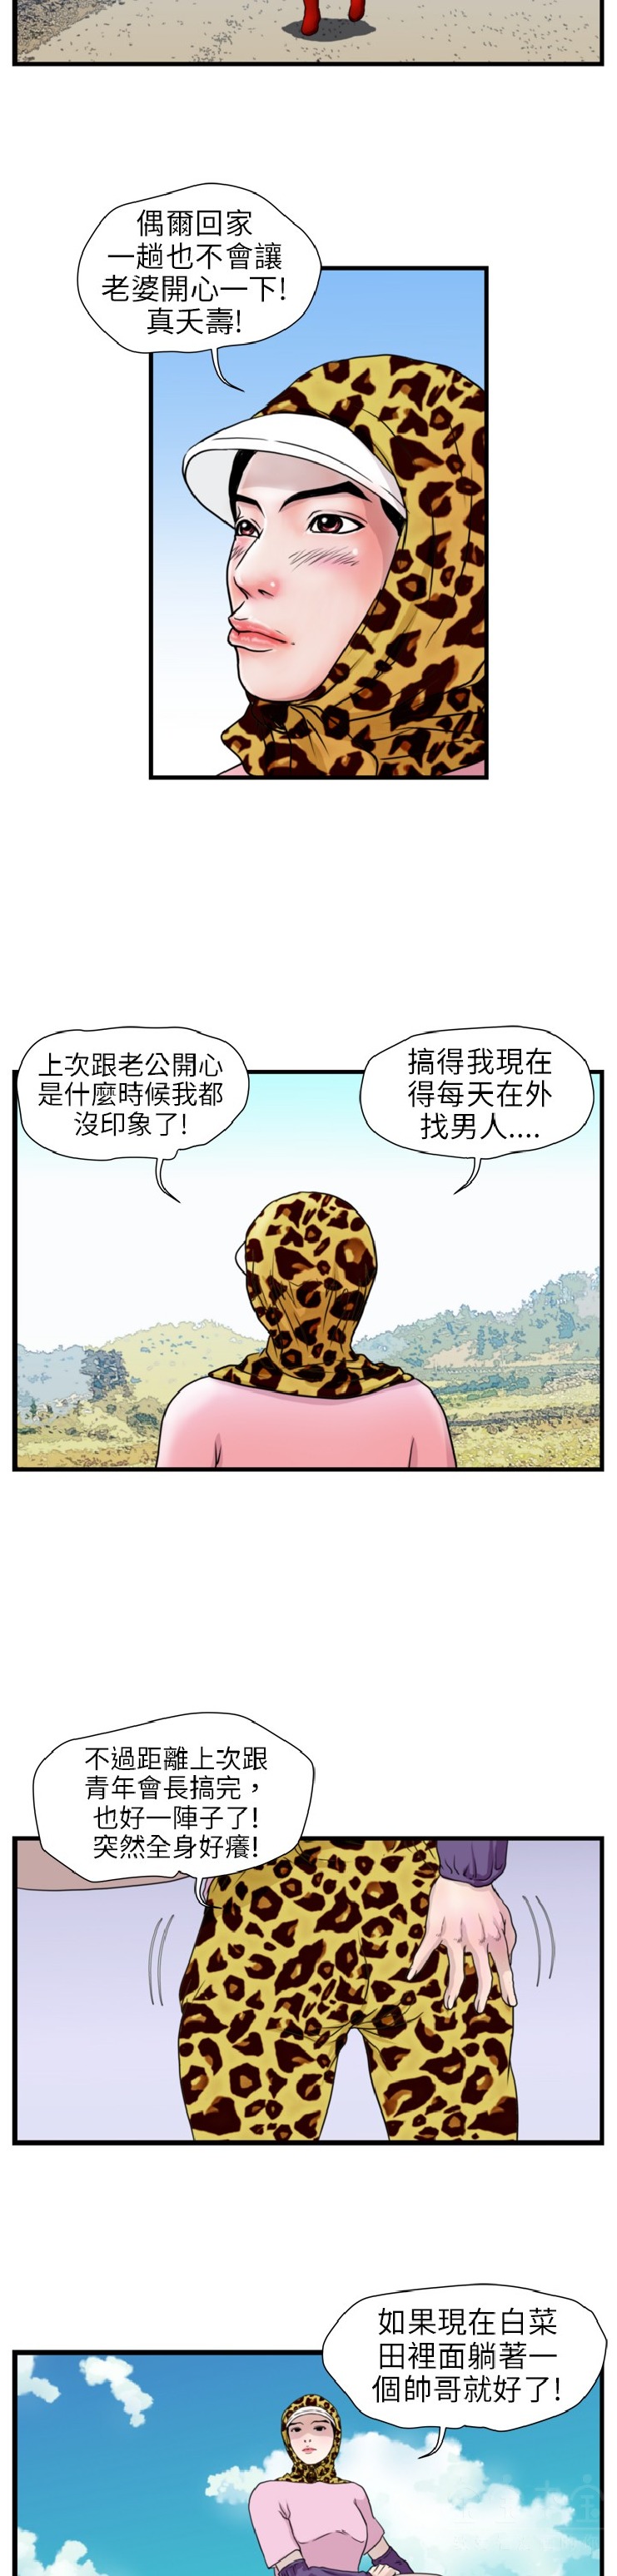 偶爾回家
一趟也不會讓
老婆開心一下!
真夭壽!
上次跟老公開心
是什麼時候我都
沒印象了!
搞得我現在
得每天在外
找男人....
不過距離上次跟
青年會長搞完，
也好一陣子了!
突然全身好癢!
如果現在白菜
田裡面躺著一
個帥哥就好了!